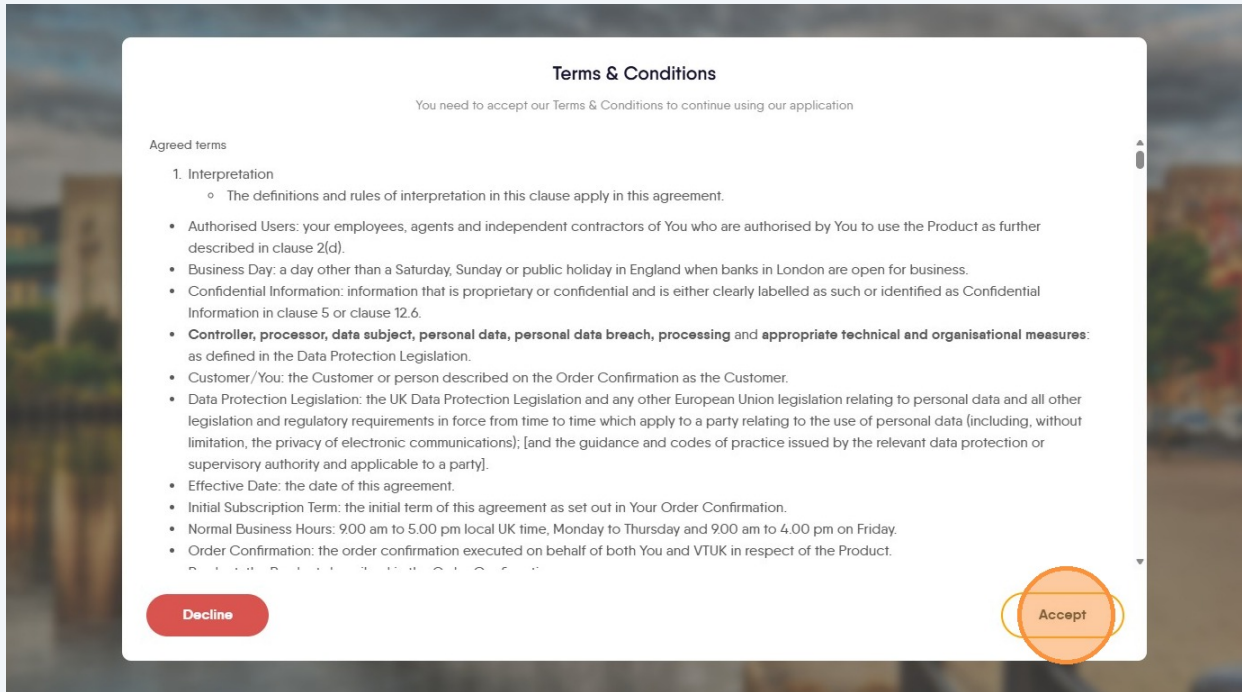 Terms & Conditions
You need to accept our Terms & Conditions to continue using our application
Agreed terms
1. Interpretation
The definitions and rules of interpretation in this clause apply in this agreement.
Authorised Users: your employees, agents and independent contractors of You who are authorised by You to use the Product as further
described in clause 2(d).
Business Day: a day other than a Saturday, Sunday or public holiday in England when banks in London are open for business.
Confidential Information: information that is proprietary or confidential and is either clearly labelled as such or identified as Confidential
Information in clause 5 or clause 12.6.
Controller, processor, data subject, personal data, personal data breach, processing and appropriate technical and organisational measures:
as defined in the Data Protection Legislation.
Customer/You: the Customer or person described on the Order Confirmation as the Customer.
Data Protection Legislation: the UK Data Protection Legislation and any other European Union legislation relating to personal data and all other
legislation and regulatory requirements in force from time to time which apply to a party relating to the use of personal data (including, without
limitation, the privacy of electronic communications); [and the guidance and codes of practice issued by the relevant data protection or
supervisory authority and applicable to a party].
Effective Date: the date of this agreement.
Initial Subscription Term: the initial term of this agreement as set out in Your Order Confirmation.
Normal Business Hours: 9.00 am to 5.00 pm local UK time, Monday to Thursday and 9.00 am to 4.00 pm on Friday.
Order Confirmation: the order confirmation executed on behalf of both You and VTUK in respect of the Product.
Decline
Accept